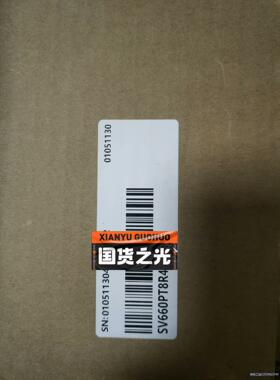 01051130
SV660PT8R4
SN:010511304
XIANYU GUOHUO
国货之光